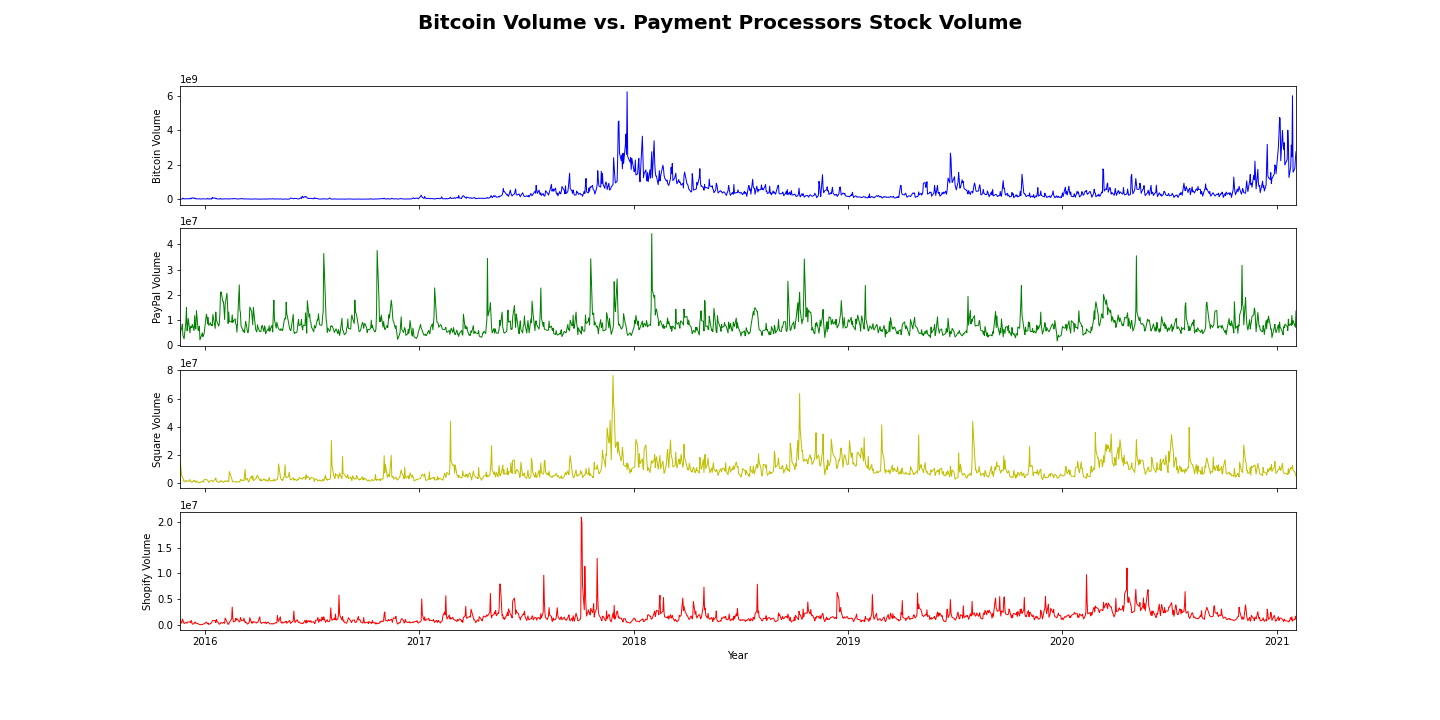 Bitcoin Volume vs. Payment Processors Stock Volume
1e9
6
4
2
0
Bitcoin Volume
1e7
4
3
2
1
0
PayPal Volume
1e7
8
6
4
2
0
Square Volume
1e7
2.0
1.5
1.0
0.5
0.0
Shopify Volume
2016 2017 2018 2019 2020 2021
Year